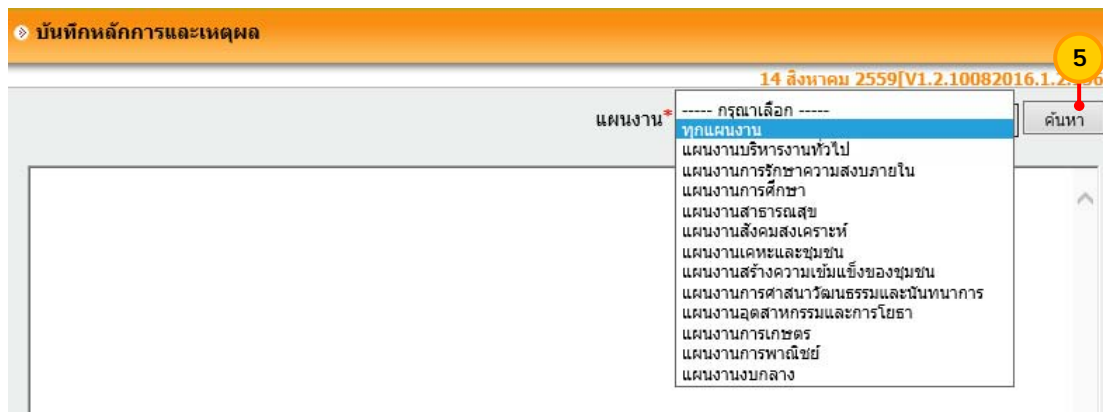 บันทึกหลักการและเหตุผล
5
14 สิงหาคม 2559[V1.2.10082016.1.2.
แผนงาน*
----- กรุณาเลือก -----
ค้นหา
ทุกแผนงาน
แผนงานบริหารงานทั่วไป
แผนงานการรักษาความสงบภายใน
แผนงานการศึกษา
แผนงานสาธารณสุข
แผนงานสังคมสงเคราะห์
แผนงานเคหะและชุมชน
แผนงานสร้างความเข้มแข็งของชุมชน
แผนงานการศาสนาวัฒนธรรมและนันทนาการ
แผนงานอุตสาหกรรมและการโยธา
แผนงานการเกษตร
แผนงานการพาณิชย์
แผนงานงบกลาง